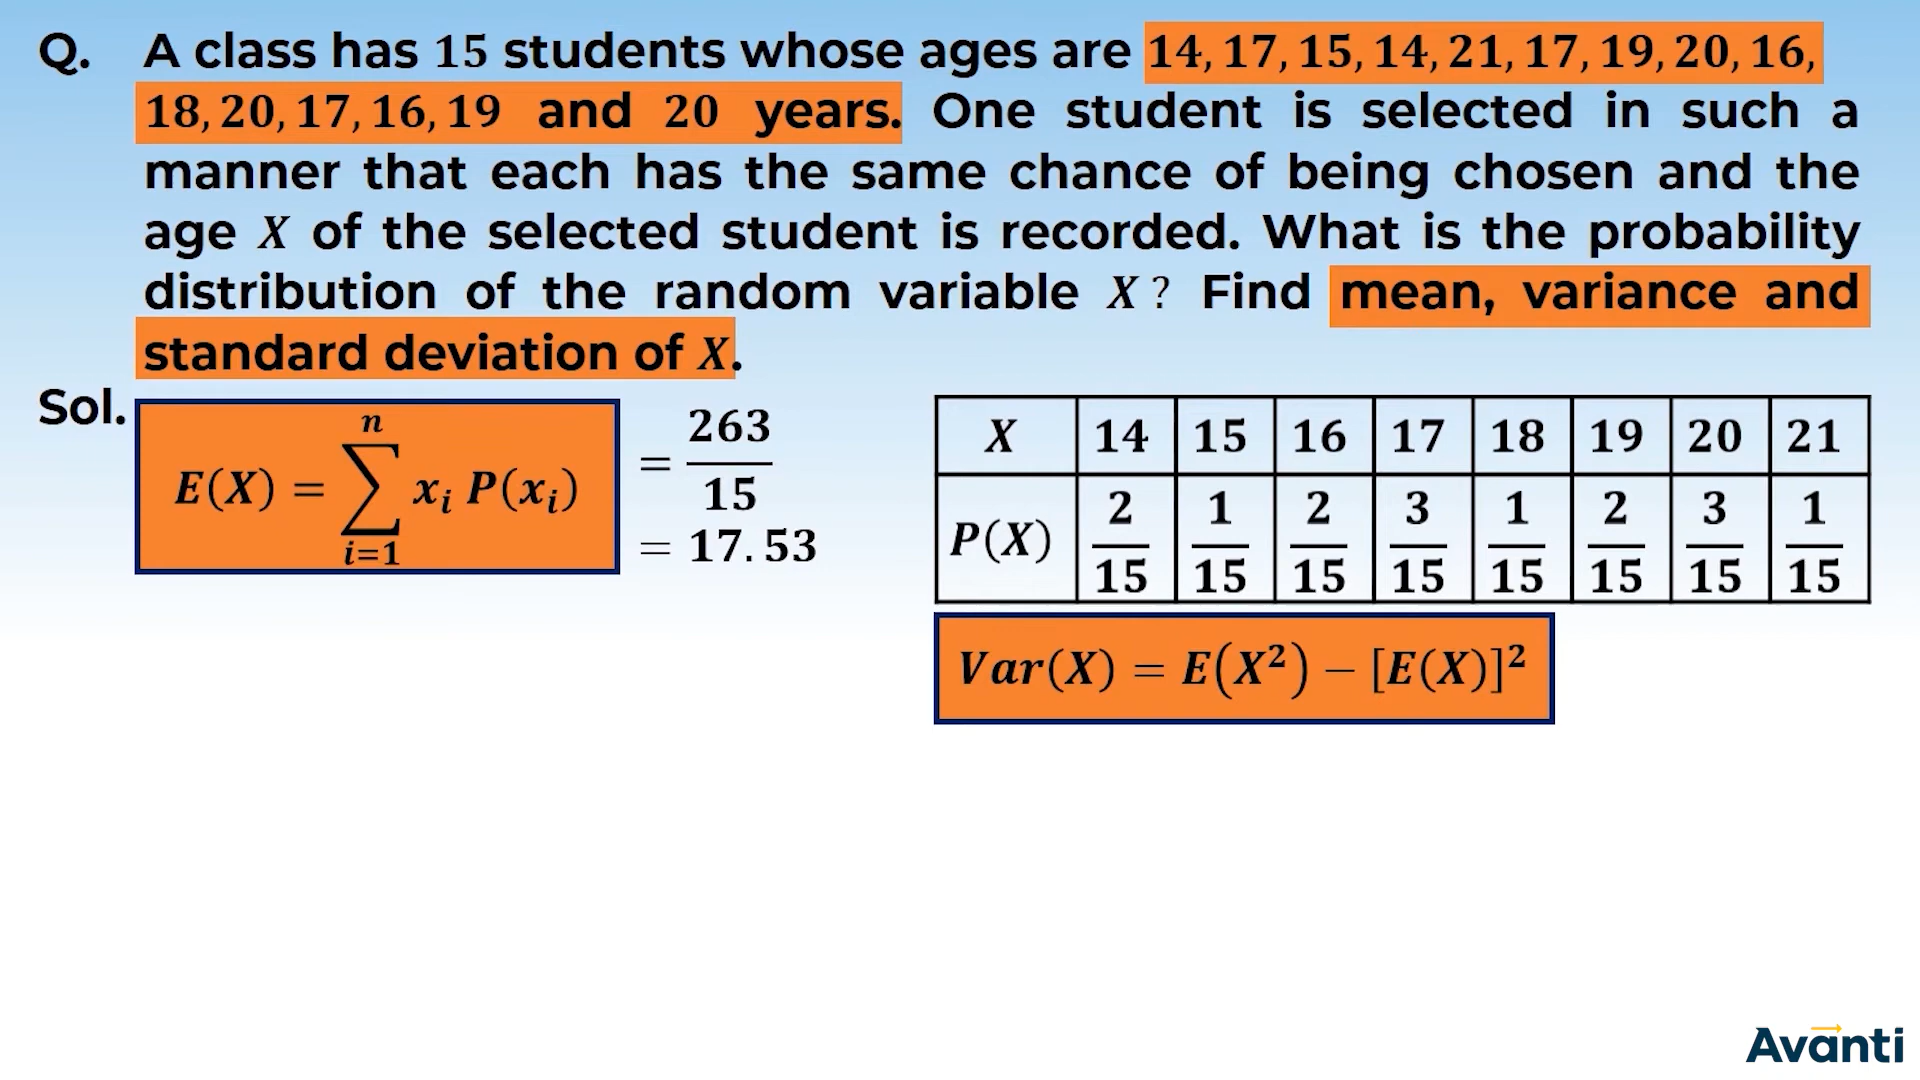 Q. A class has 15 students whose ages are 14, 17, 15, 14, 21, 17, 19, 20, 16,
18, 20, 17, 16, 19 and 20 years. One student is selected in such a
manner that each has the same chance of being chosen and the
age X of the selected student is recorded. What is the probability
distribution of the random variable X ? Find mean, variance and
standard deviation of X.
Sol.
E(X) = ∑_{i=1}^{n} x_i P(x_i)
= 263/15
= 17.53
X 14 15 16 17 18 19 20 21
P(X) 2/15 1/15 2/15 3/15 1/15 2/15 3/15 1/15
Var(X) = E(X²) − [E(X)]²
Avanti